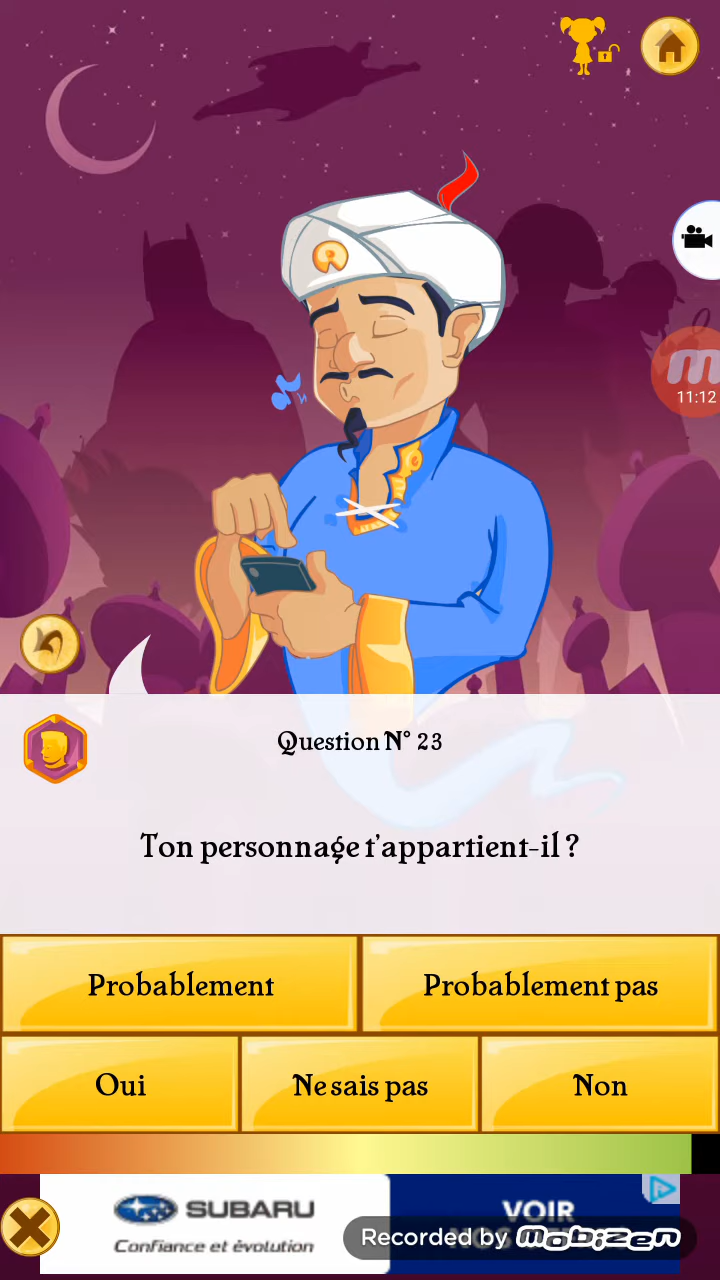 11:12
Question N° 23
Ton personnage t'appartient-il ?
Probablement
Probablement pas
Oui
Ne sais pas
Non
SUBARU
Confiance et évolution
VOIR
Recorded by mobizen